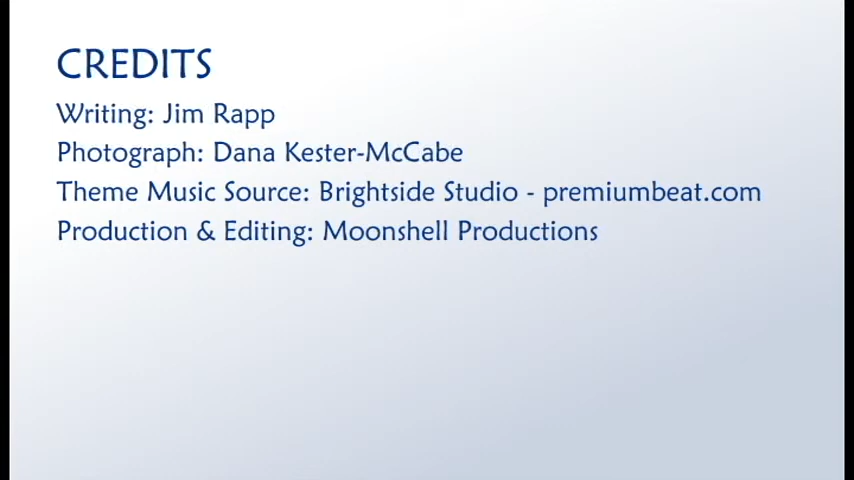 CREDITS
Writing: Jim Rapp
Photograph: Dana Kester-McCabe
Theme Music Source: Brightside Studio - premiumbeat.com
Production & Editing: Moonshell Productions